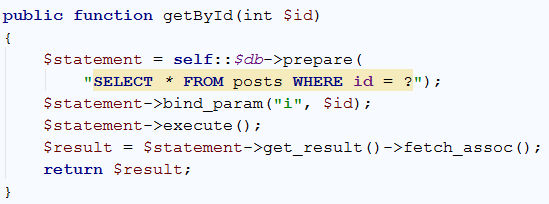 public function getById(int $id)
{
    $statement = self::$db->prepare(
        "SELECT * FROM posts WHERE id = ?");
    $statement->bind_param("i", $id);
    $statement->execute();
    $result = $statement->get_result()->fetch_assoc();
    return $result;
}